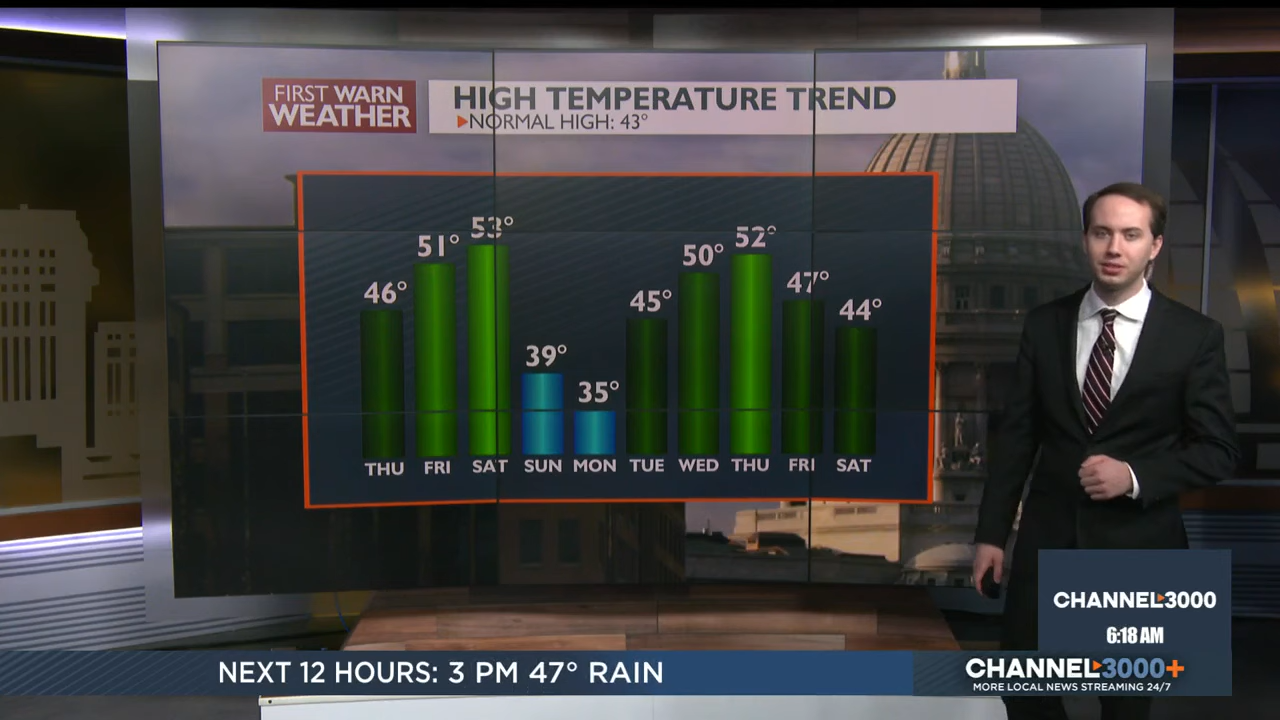 FIRST WARN
WEATHER
HIGH TEMPERATURE TREND
NORMAL HIGH: 43°
46° 51° 53° 39° 35° 45° 50° 52° 47° 44°
THU FRI SAT SUN MON TUE WED THU FRI SAT
CHANNEL3000
6:18 AM
NEXT 12 HOURS: 3 PM 47° RAIN
CHANNEL3000+
MORE LOCAL NEWS STREAMING 24/7